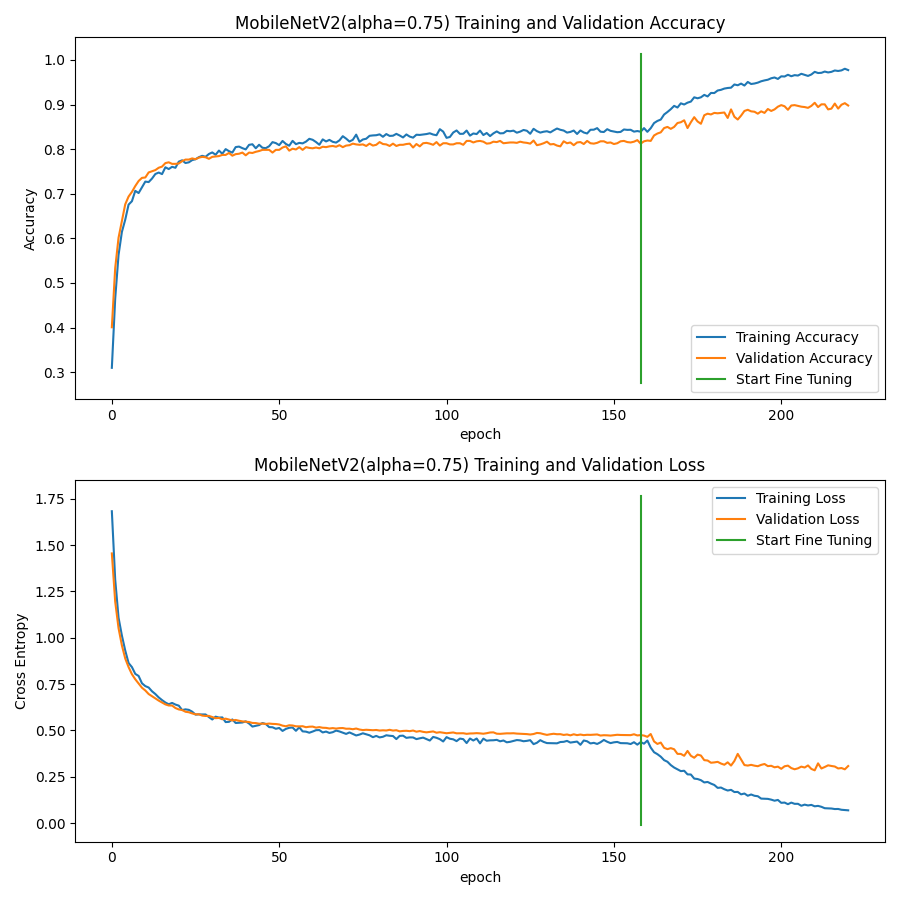 MobileNetV2(alpha=0.75) Training and Validation Accuracy
1.0
0.9
0.8
0.7
0.6
0.5
0.4
0.3
Accuracy
Training Accuracy
Validation Accuracy
Start Fine Tuning
0 50 100 150 200
epoch
MobileNetV2(alpha=0.75) Training and Validation Loss
1.75
1.50
1.25
1.00
0.75
0.50
0.25
0.00
Cross Entropy
Training Loss
Validation Loss
Start Fine Tuning
0 50 100 150 200
epoch